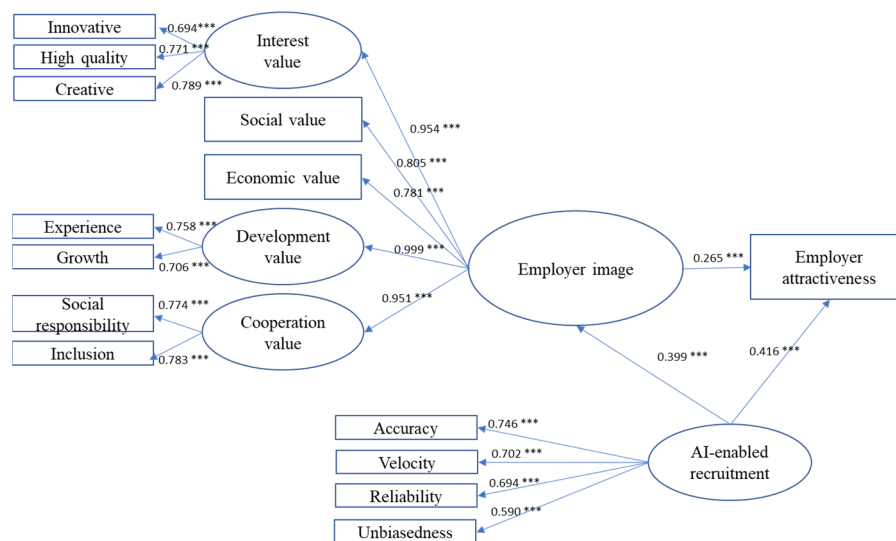 Innovative
0.694***
Interest
value
High quality
0.771 ***
Creative
0.789 ***
Social value
0.954 ***
0.805 ***
Economic value
0.781 ***
Experience
0.758 ***
Development
value
Growth
0.706 ***
0.999 ***
Employer image
0.265 ***
Employer
attractiveness
Social
responsibility
0.774 ***
Cooperation
value
0.951 ***
Inclusion
0.783 ***
0.399 ***
0.416 ***
Accuracy
0.746 ***
Velocity
0.702 ***
AI-enabled
recruitment
Reliability
0.694 ***
Unbiasedness
0.590 ***